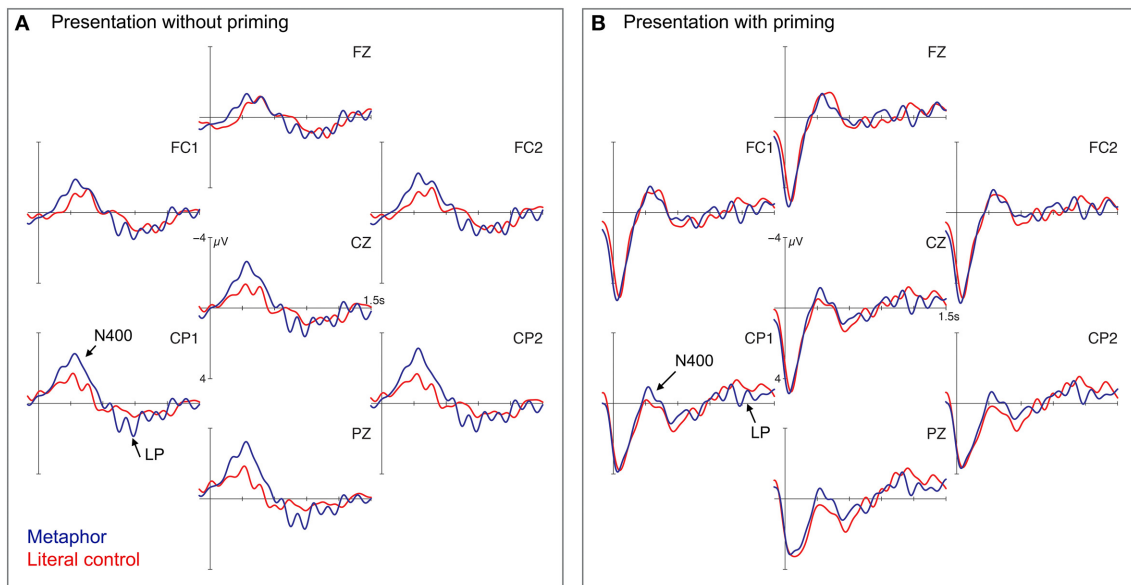 A Presentation without priming
FZ
FC1
FC2
−4 µV
CZ
1.5s
N400
CP1
CP2
4
LP
PZ
Metaphor
Literal control
B Presentation with priming
FZ
FC1
FC2
−4 µV
CZ
1.5s
CP1
CP2
N400
4
LP
PZ